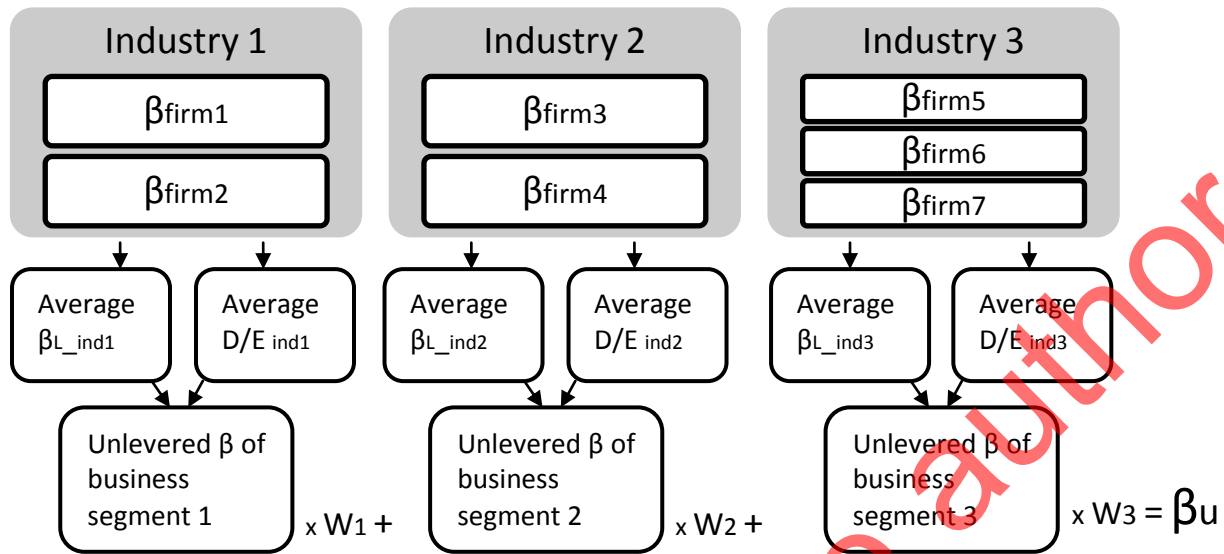 Industry 1
βfirm1
βfirm2
Industry 2
βfirm3
βfirm4
Industry 3
βfirm5
βfirm6
βfirm7
Average
βL_ind1
Average
D/E ind1
Average
βL_ind2
Average
D/E ind2
Average
βL_ind3
Average
D/E ind3
Unlevered β of
business
segment 1
x W1 +
Unlevered β of
business
segment 2
x W2 +
Unlevered β of
business
segment 3
x W3 = βu
author